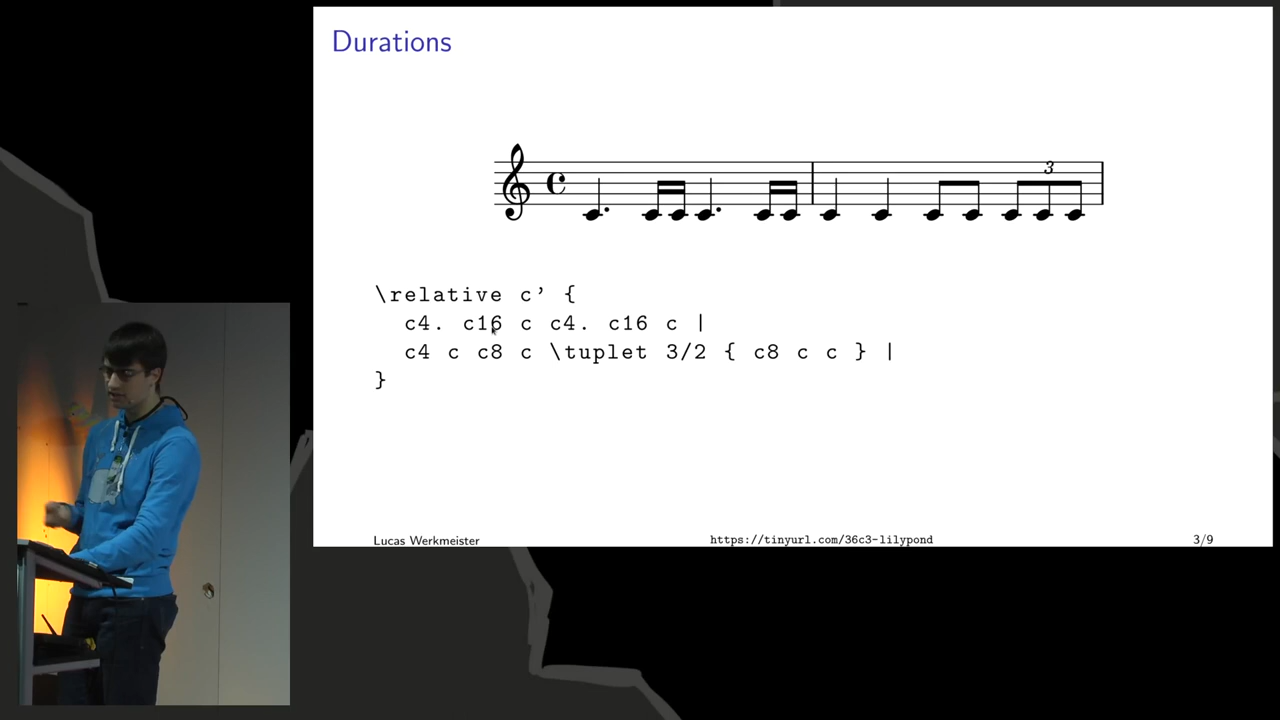 Durations
3
\relative c’ {
c4. c16 c c4. c16 c |
c4 c c8 c \tuplet 3/2 { c8 c c } |
}
Lucas Werkmeister
https://tinyurl.com/36c3-lilypond
3/9